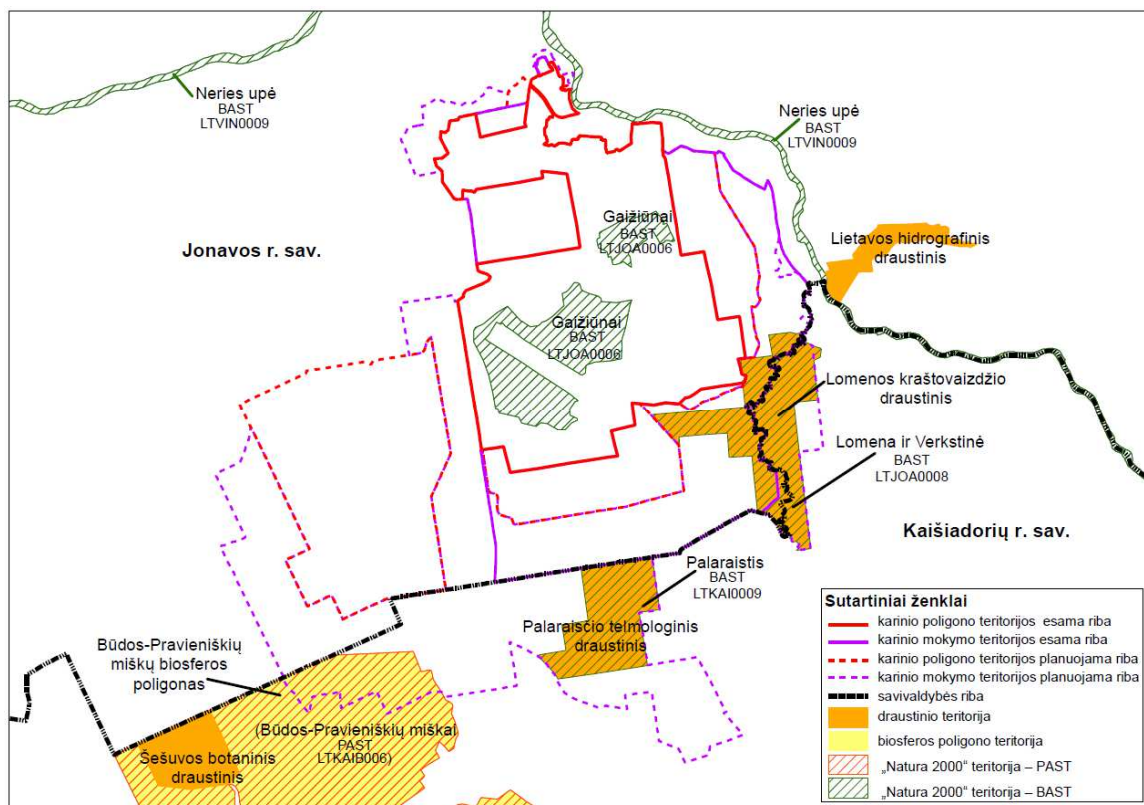 Neries upė
BAST
LTVIN0009
Neries upė
BAST
LTVIN0009
Jonavos r. sav.
Gaižiūnai
BAST
LTJOA0006
Lietavos hidrografinis
draustinis
Gaižiūnai
BAST
LTJOA0006
Lomenos kraštovaizdžio
draustinis
Lomena ir Verkstinė
BAST
LTJOA0008
Kaišiadorių r. sav.
Palaraistis
BAST
LTKAI0009
Palaraisčio telmologinis
draustinis
Būdos-Pravieniškių
miškų biosferos
poligonas
(Būdos-Pravieniškių miškai
PAST
LTKAIB006)
Šešuvos botaninis
draustinis
Sutartiniai ženklai
karinio poligono teritorijos esama riba
karinio mokymo teritorijos esama riba
karinio poligono teritorijos planuojama riba
karinio mokymo teritorijos planuojama riba
savivaldybės riba
draustinio teritorija
biosferos poligono teritorija
„Natura 2000“ teritorija – PAST
„Natura 2000“ teritorija – BAST